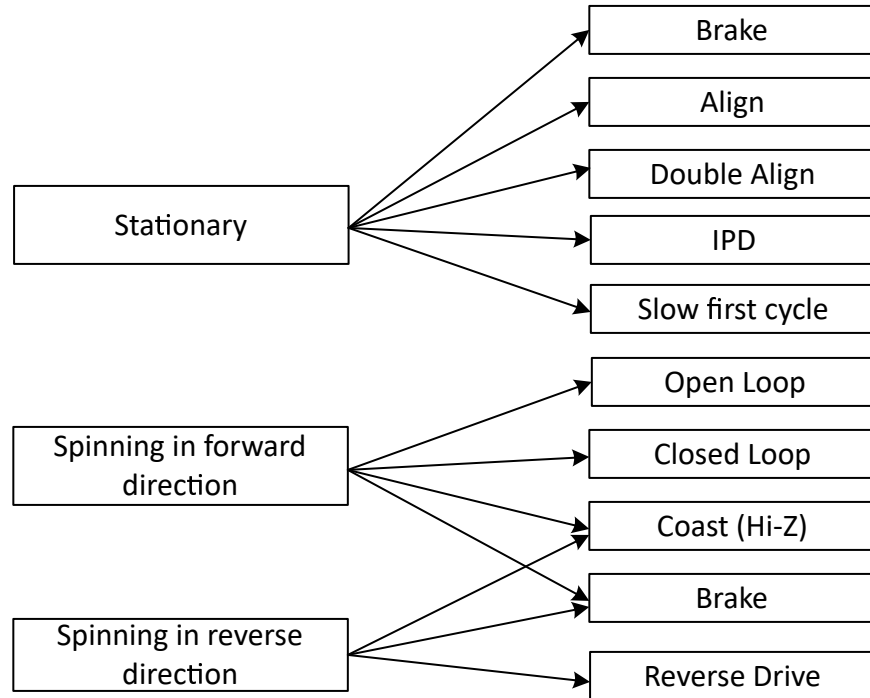 Brake
Align
Double Align
Stationary
IPD
Slow first cycle
Open Loop
Spinning in forward
direction
Closed Loop
Coast (Hi-Z)
Brake
Spinning in reverse
direction
Reverse Drive